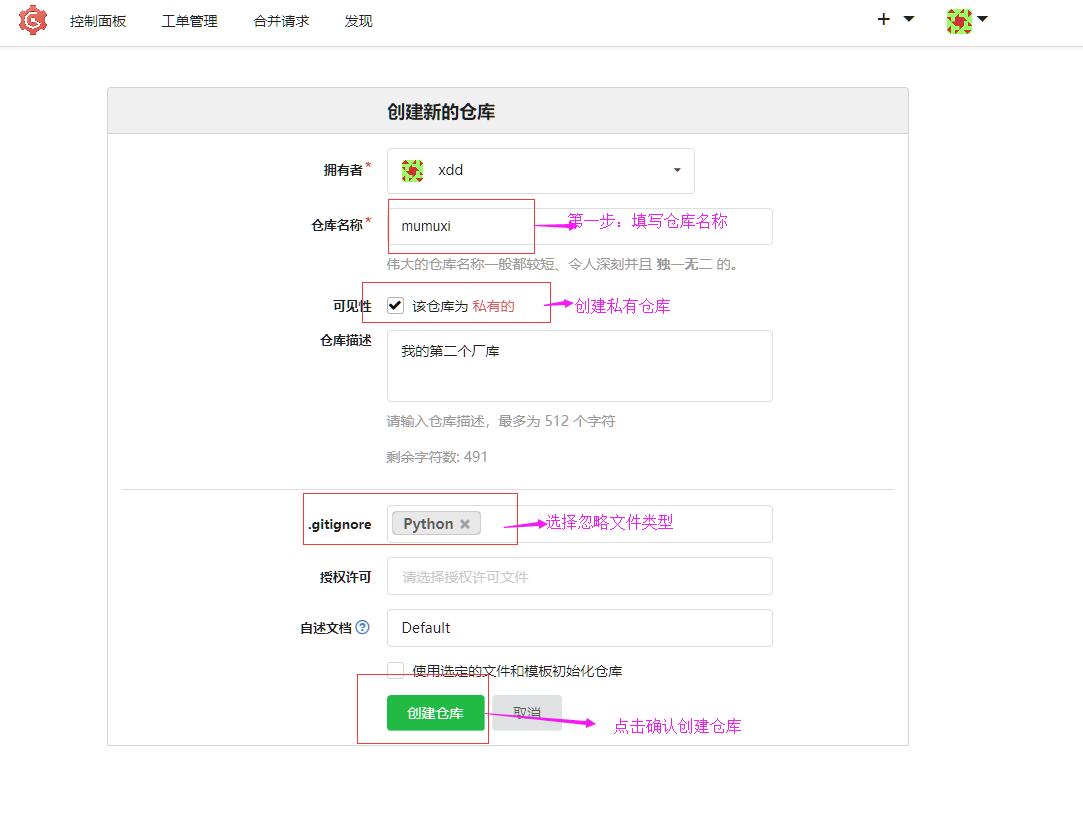 控制面板 工单管理 合并请求 发现
创建新的仓库
拥有者* xdd
仓库名称* mumuxi 第一步：填写仓库名称
伟大的仓库名称一般都较短、令人深刻并且 独一无二 的。
可见性 该仓库为 私有的 创建私有仓库
仓库描述 我的第二个厂库
请输入仓库描述，最多为 512 个字符
剩余字符数: 491
.gitignore Python 选择忽略文件类型
授权许可 请选择授权许可文件
自述文档 Default
使用选定的文件和模板初始化仓库
创建仓库 取消 点击确认创建仓库